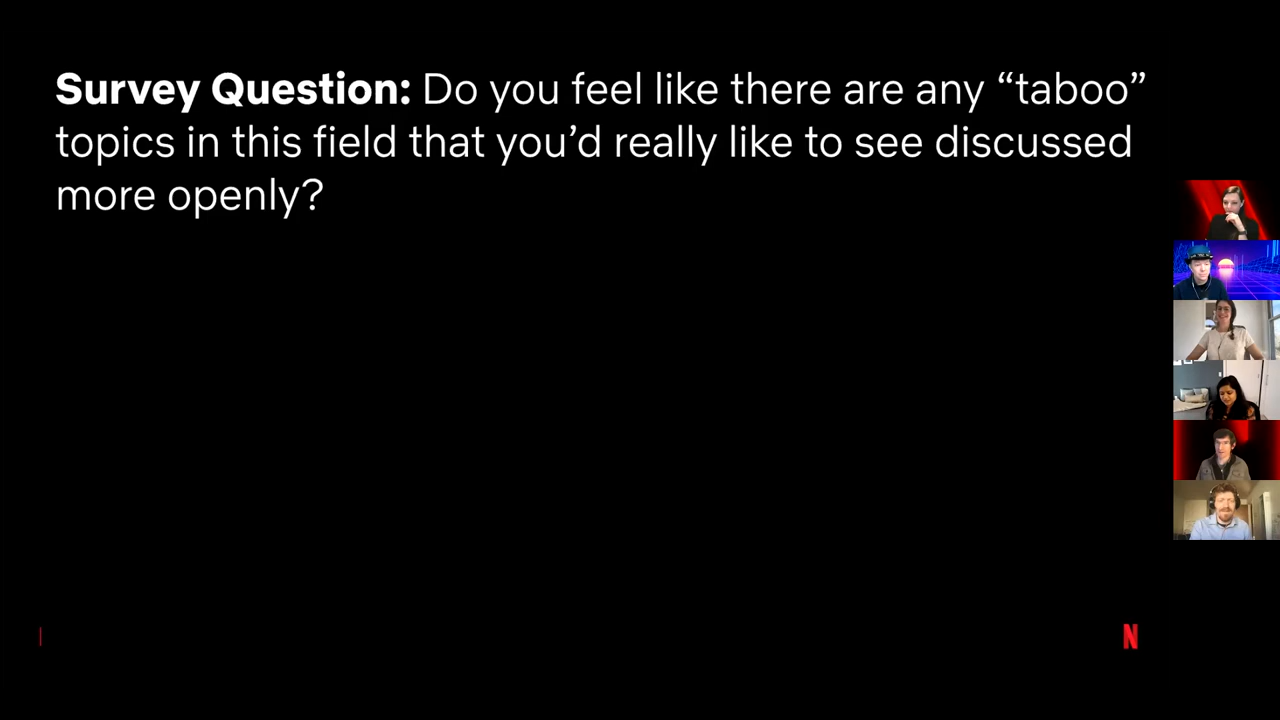 Survey Question: Do you feel like there are any “taboo”
topics in this field that you’d really like to see discussed
more openly?
N